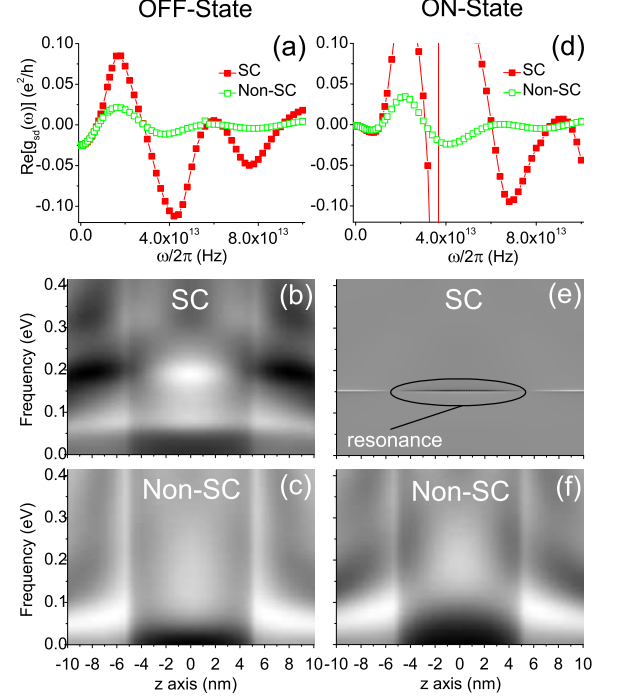 OFF-State ON-State
(a) (d)
0.10 0.10
SC SC
Non-SC Non-SC
0.05 0.05
0.00 0.00
-0.05 -0.05
-0.10 -0.10
Re[g_sd(ω)] (e²/h)
0.0 4.0x10¹³ 8.0x10¹³ 0.0 4.0x10¹³ 8.0x10¹³
ω/2π (Hz) ω/2π (Hz)
0.4 SC (b) SC (e)
0.3
0.2
0.1
0.0
Frequency (eV)
resonance
0.4 Non-SC (c) Non-SC (f)
0.3
0.2
0.1
0.0
Frequency (eV)
-10 -8 -6 -4 -2 0 2 4 6 8 10 -10 -8 -6 -4 -2 0 2 4 6 8 10
z axis (nm) z axis (nm)